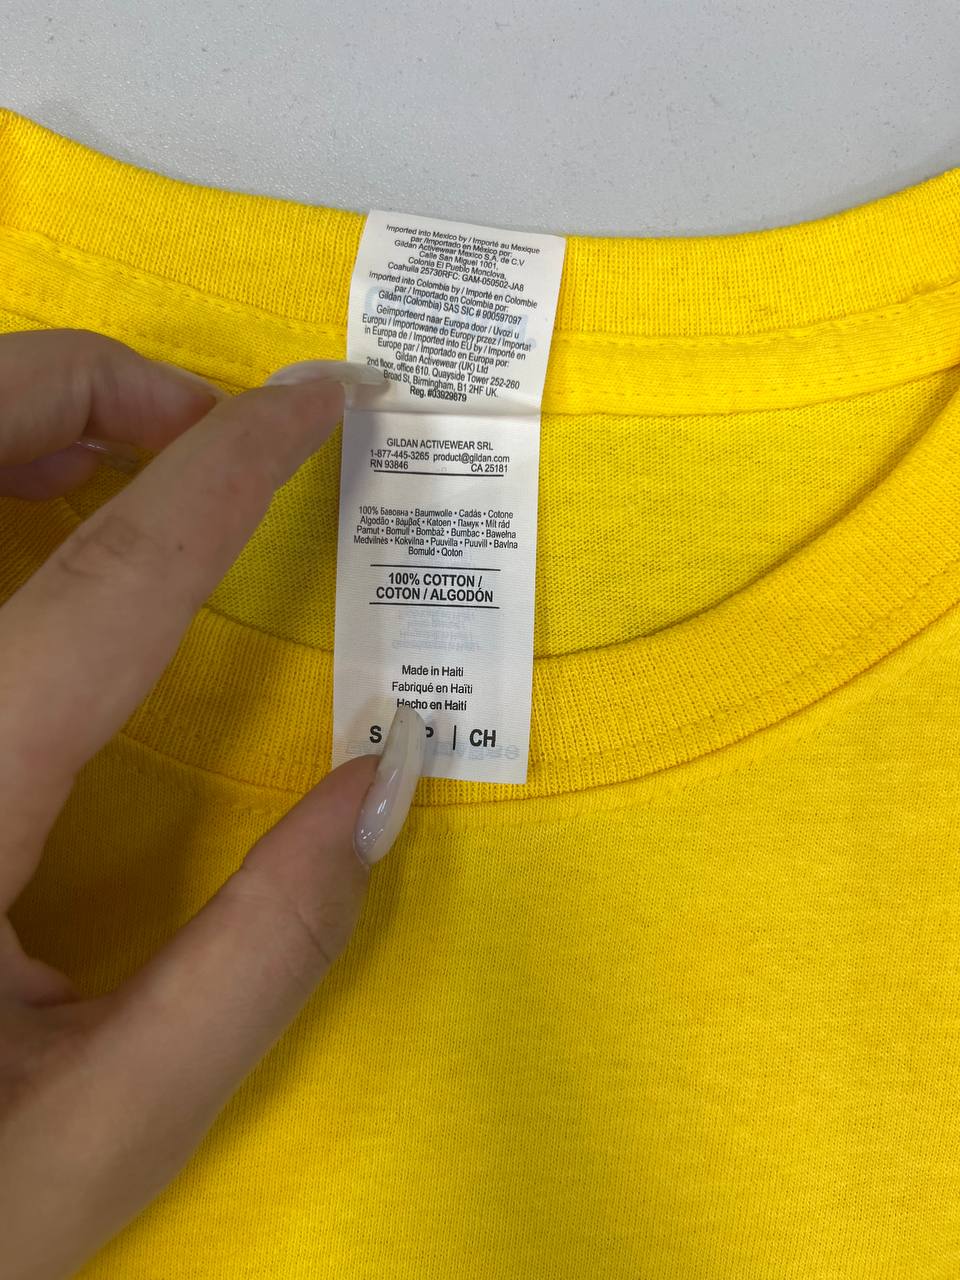 Imported into Mexico by / Importé au Mexique
par /Importado en México por:
Gildan Activewear Mexico S.A. de C.V
Calle San Miguel 1001,
Colonia El Pueblo Monclova,
Coahuila 25730RFC: GAM-050502-JA8
Imported into Colombia by / Importé en Colombie
par / Importado en Colombia por:
Gildan (Colombia) SAS SIC # 900597097
Geïmporteerd naar Europa door / Uvozi u
Europu / Importowane do Europy przez / Importat
in Europa de / Imported into EU by / Importé en
Europe par / Importado en Europa por:
Gildan Activewear (UK) Ltd
2nd floor, office 610. Quayside Tower 252-260
Broad St, Birmingham, B1 2HF UK.
Reg. #03929879
GILDAN ACTIVEWEAR SRL
1-877-445-3265 product@gildan.com
RN 93846 CA 25181
100% Бавовна • Baumwolle • Cadás • Cotone
Algodão • Βάμβαξ • Katoen • Памук • Mit rád
Pamut • Bomull • Bombaž • Bumbac • Bawełna
Medvilnės • Kokvilna • Puuvilla • Puuvill • Bavlna
Bomuld • Qoton
100% COTTON /
COTON / ALGODÓN
Made in Haiti
Fabriqué en Haïti
Hecho en Haití
S P | CH